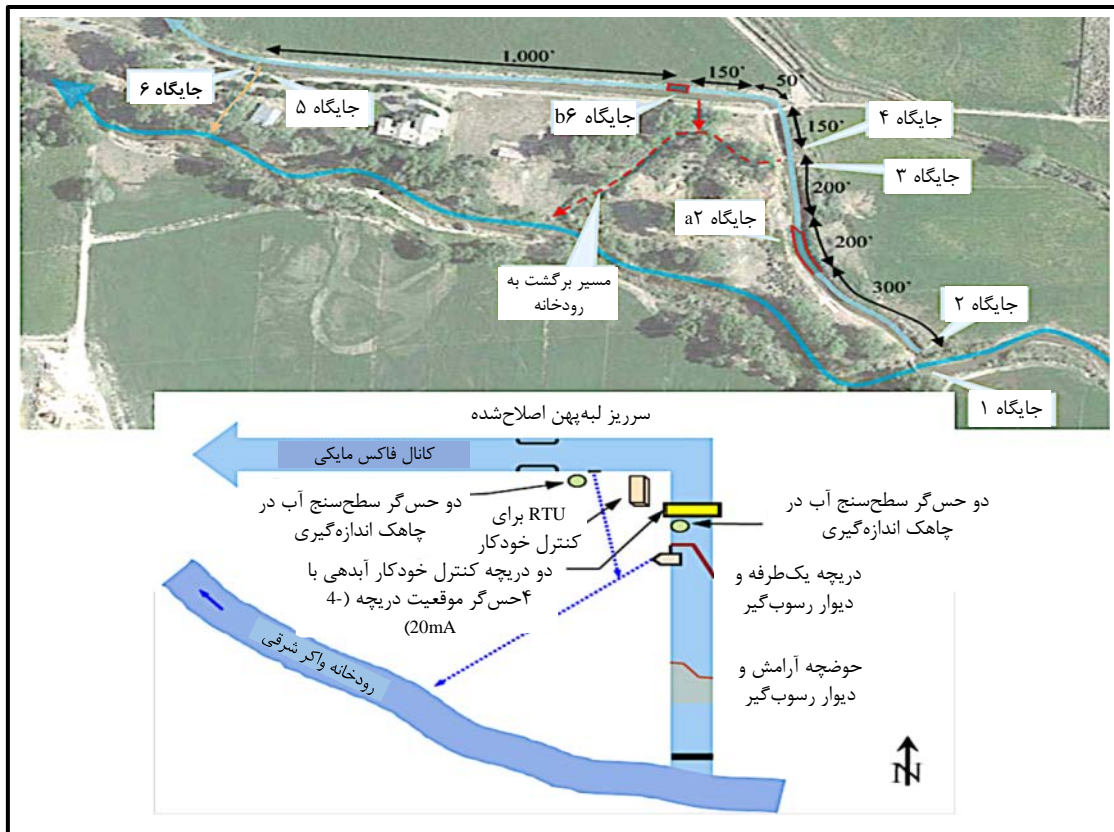 1.000'
150'
50'
جایگاه ۶
جایگاه ۵
جایگاه b۶
150'
جایگاه ۴
جایگاه ۳
200'
جایگاه a۲
200'
300'
مسیر برگشت به
رودخانه
جایگاه ۲
جایگاه ۱
سرریز لبه‌پهن اصلاح‌شده
کانال فاکس مایکی
دو حس‌گر سطح‌سنج آب در
چاهک اندازه‌گیری
RTU برای
کنترل خودکار
دو حس‌گر سطح‌سنج آب در
چاهک اندازه‌گیری
دو دریچه کنترل خودکار آبدهی با
۴حس‌گر موقعیت دریچه (4-
20mA)
دریچه یک‌طرفه و
دیوار رسوب‌گیر
حوضچه آرامش و
دیوار رسوب‌گیر
رودخانه واکر شرقی
N